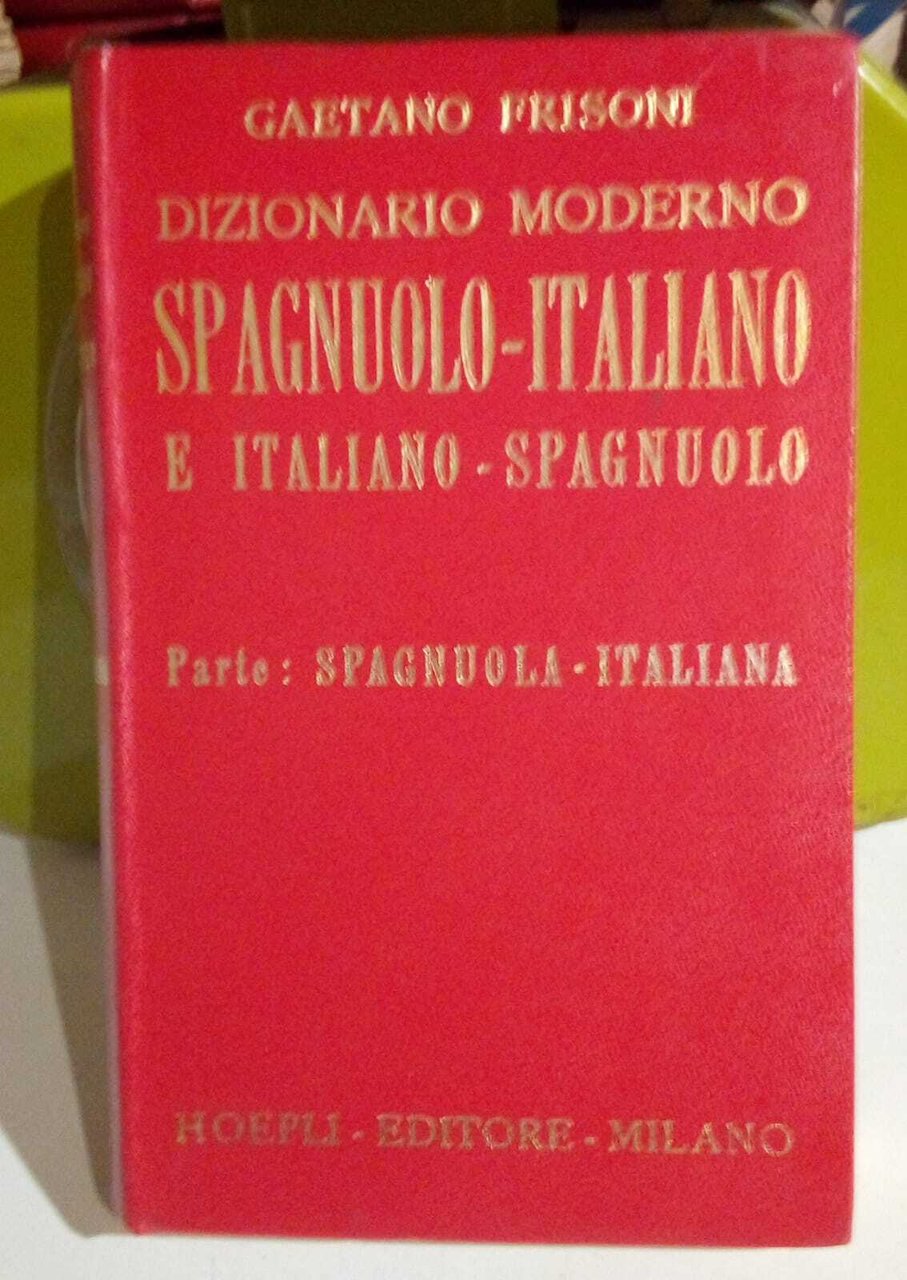 GAETANO FRISONI
DIZIONARIO MODERNO
SPAGNUOLO-ITALIANO
E ITALIANO - SPAGNUOLO
Parte: SPAGNUOLA - ITALIANA
HOEPLI - EDITORE - MILANO